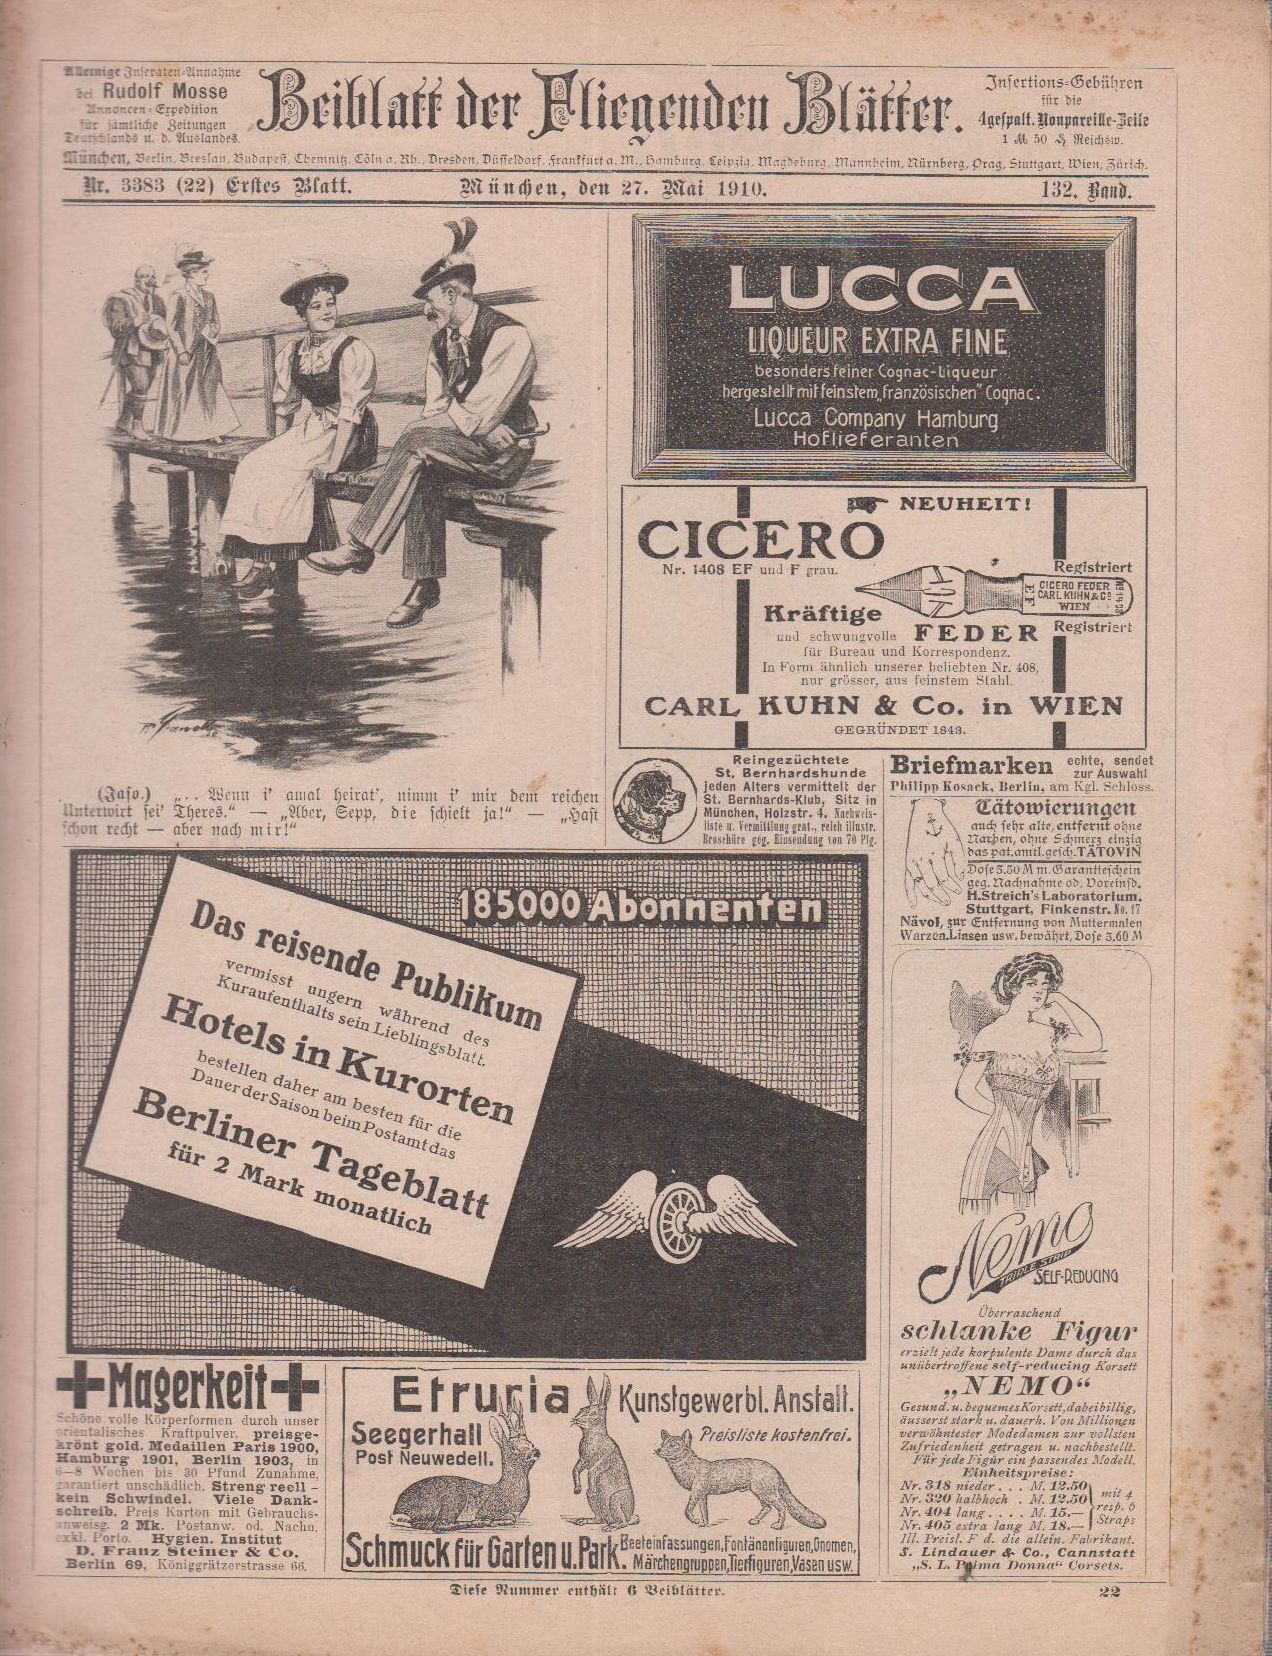 Alleinige Inseraten-Annahme
bei Rudolf Mosse
Annoncen-Expedition
für sämtliche Zeitungen
Deutschlands u. d. Auslandes.
Beiblatt der Fliegenden Blätter.
Insertions-Gebühren
für die
4gespalt. Nonpareille-Zeile
1 M 50 ₰ Reichsw.
München, Berlin, Breslau, Budapest, Chemnitz, Cöln a. Rh., Dresden, Düsseldorf, Frankfurt a. M., Hamburg, Leipzig, Magdeburg, Mannheim, Nürnberg, Prag, Stuttgart, Wien, Zürich.
Nr. 3383 (22) Erstes Blatt.
München, den 27. Mai 1910.
132. Band.
(Jaso.) „... Wenn i' amal heirat', nimm i' mir dem reichen
Unterwirt sei' Theres." — „Aber, Sepp, die schielt ja!" — „Hast
schon recht — aber nach mir!"
LUCCA
LIQUEUR EXTRA FINE
besonders feiner Cognac-Liqueur
hergestellt mit feinstem „französischen" Cognac.
Lucca Company Hamburg
Hoflieferanten
NEUHEIT!
CICERO
Nr. 1408 EF und F grau.
Registriert
CICERO FEDER
CARL KUHN & Co
WIEN
EF
No 1408
Registriert
Kräftige
und schwungvolle FEDER
für Bureau und Korrespondenz.
In Form ähnlich unserer beliebten Nr. 408,
nur grösser, aus feinstem Stahl.
CARL KUHN & Co. in WIEN
GEGRÜNDET 1843.
Reingezüchtete
St. Bernhardshunde
jeden Alters vermittelt der
St. Bernhards-Klub, Sitz in
München, Holzstr. 4. Nachweis-
liste u. Vermittlung grat., reich illustr.
Broschüre geg. Einsendung von 70 Pfg.
Briefmarken echte, sendet
zur Auswahl
Philipp Kosack, Berlin, am Kgl. Schloss.
Tätowierungen
auch sehr alte, entfernt ohne
Narben, ohne Schmerz einzig
das pat. amtl. gesch. TÄTOVIN
Dose 3.50 M m. Garantieschein
geg. Nachnahme od. Voreinsd.
H. Streich's Laboratorium.
Stuttgart, Finkenstr. No. 17
Nävol, zur Entfernung von Muttermalen
Warzen, Linsen usw. bewährt, Dose 3.60 M
185000 Abonnenten
Das reisende Publikum
vermisst ungern während des
Kuraufenthalts sein Lieblingsblatt.
Hotels in Kurorten
bestellen daher am besten für die
Dauer der Saison beim Postamt das
Berliner Tageblatt
für 2 Mark monatlich
Nemo
TRIPLE STRIP
SELF-REDUCING
Überraschend
schlanke Figur
erzielt jede korpulente Dame durch das
unübertroffene self-reducing Korsett
„NEMO"
Gesund. u. bequemes Korsett, dabei billig,
äusserst stark u. dauerh. Von Millionen
verwöhntester Modedamen zur vollsten
Zufriedenheit getragen u. nachbestellt.
Für jede Figur ein passendes Modell.
Einheitspreise:
Nr. 318 nieder ... M. 12.50
Nr. 320 halbhoch . M. 12.50
Nr. 404 lang .... M. 15.—
Nr. 405 extra lang M. 18.—
mit 4
resp. 6
Straps
Ill. Preisl. F d. die allein. Fabrikant.
S. Lindauer & Co., Cannstatt
„S. L. Prima Donna" Corsets.
Magerkeit
Schöne volle Körperformen durch unser
orientalisches Kraftpulver, preisge-
krönt gold. Medaillen Paris 1900,
Hamburg 1901, Berlin 1903, in
6—8 Wochen bis 30 Pfund Zunahme,
garantiert unschädlich. Streng reell –
kein Schwindel. Viele Dank-
schreib. Preis Karton mit Gebrauchs-
anweisg. 2 Mk. Postanw. od. Nachn.
exkl. Porto. Hygien. Institut
D. Franz Steiner & Co.
Berlin 69, Königgrätzerstrasse 66.
Etruria Kunstgewerbl. Anstalt.
Seegerhall
Post Neuwedell.
Preisliste kostenfrei.
Schmuck für Garten u. Park.
Beeteinfassungen, Fontänenfiguren, Gnomen,
Märchengruppen, Tierfiguren, Vasen usw.
Diese Nummer enthält 6 Beiblätter.
22